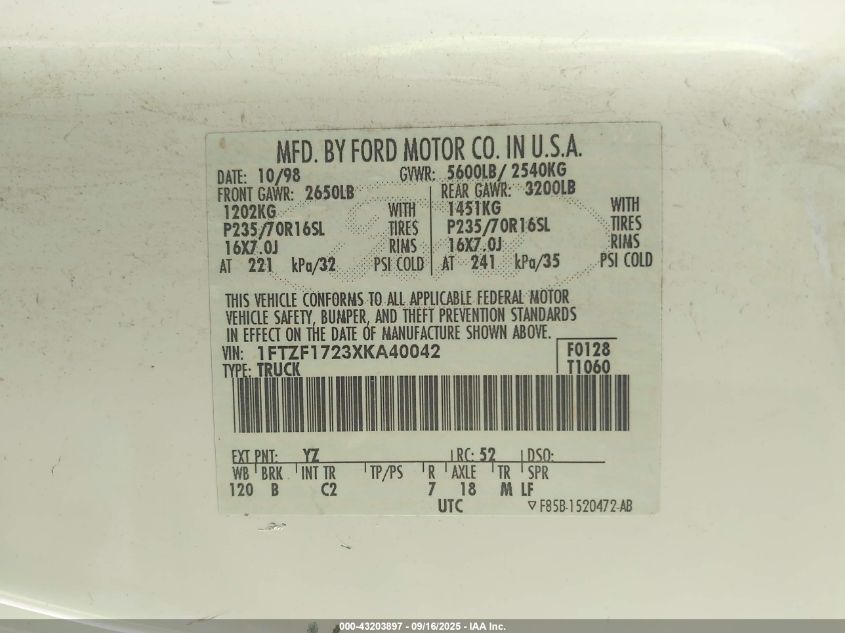 MFD. BY FORD MOTOR CO. IN U.S.A.
DATE: 10/98 GVWR: 5600LB/ 2540KG
FRONT GAWR: 2650LB REAR GAWR: 3200LB
1202KG WITH 1451KG WITH
P235/70R16SL TIRES P235/70R16SL TIRES
16X7.0J RIMS 16X7.0J RIMS
AT 221 kPa/32 PSI COLD AT 241 kPa/35 PSI COLD
THIS VEHICLE CONFORMS TO ALL APPLICABLE FEDERAL MOTOR
VEHICLE SAFETY, BUMPER, AND THEFT PREVENTION STANDARDS
IN EFFECT ON THE DATE OF MANUFACTURE SHOWN ABOVE.
VIN: 1FTZF1723XKA40042 F0128
TYPE: TRUCK T1060
EXT PNT: YZ RC: 52 DSO:
WB BRK INT TR TP/PS R AXLE TR SPR
120 B C2 7 18 M LF
UTC ▽F85B-1520472-AB
000-43203897 - 09/16/2025 - IAA Inc.